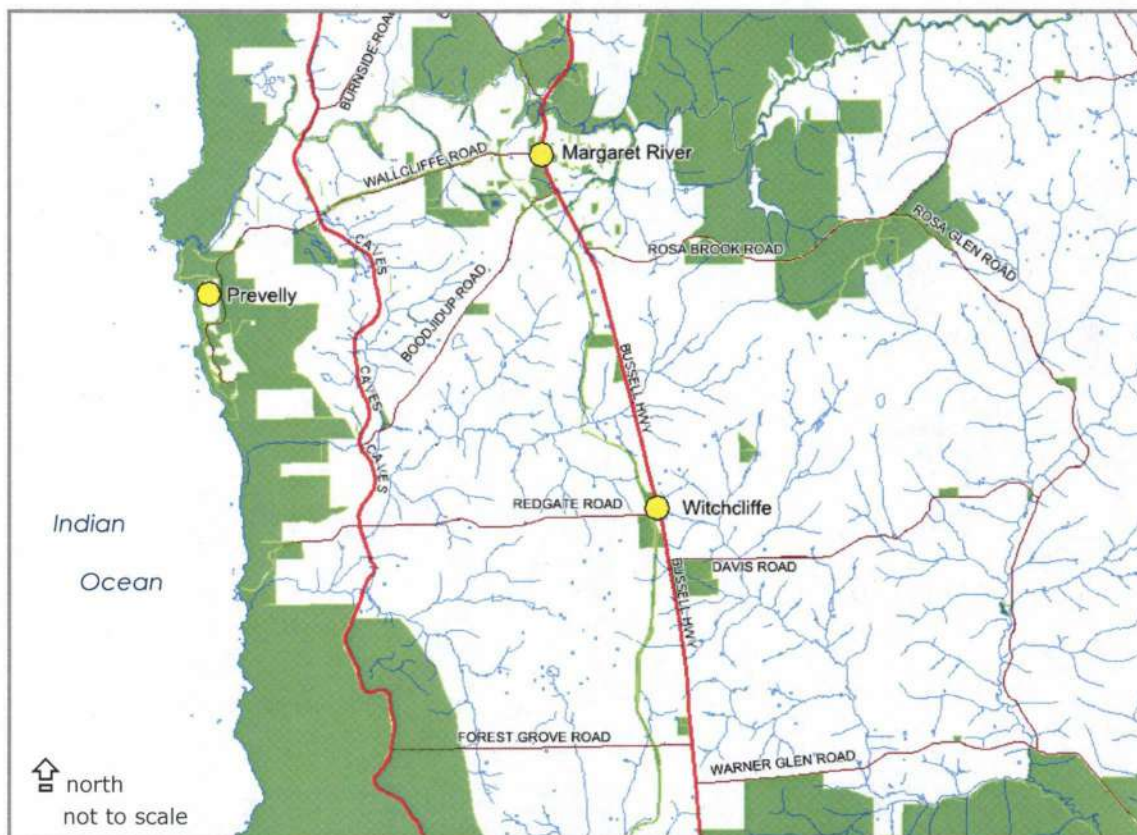 BURNSIDE ROAD
Margaret River
WALLCLIFFE ROAD
ROSA BROOK ROAD
ROSA GLEN ROAD
CAVES
Prevelly
BOODJIDUP ROAD
BUSSELL HWY
CAVES
CAVES
REDGATE ROAD
Witchcliffe
Indian
Ocean
DAVIS ROAD
BUSSELL HWY
FOREST GROVE ROAD
WARNER GLEN ROAD
north
not to scale